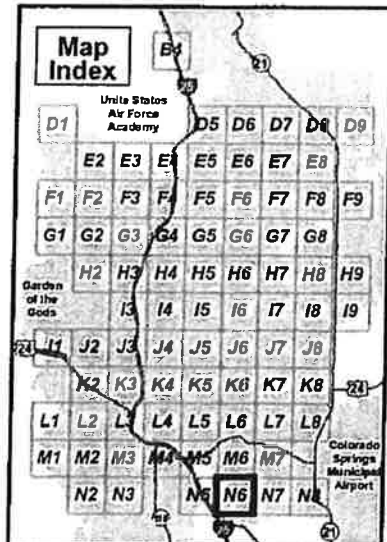 Map
Index
B4
25
21
Unite States
Air Force
Academy
D1 D5 D6 D7 D8 D9
E2 E3 E4 E5 E6 E7 E8
F1 F2 F3 F4 F5 F6 F7 F8 F9
G1 G2 G3 G4 G5 G6 G7 G8
H2 H3 H4 H5 H6 H7 H8 H9
Garden
of the
Gods
I3 I4 I5 I6 I7 I8 I9
24 I1 J2 J3 J4 J5 J6 J7 J8
K2 K3 K4 K5 K6 K7 K8 24
L1 L2 L3 L4 L5 L6 L7 L8
M1 M2 M3 M4 M5 M6 M7
Colorado
Springs
Municipal
Airport
N2 N3 N5 N6 N7 N8
25
21